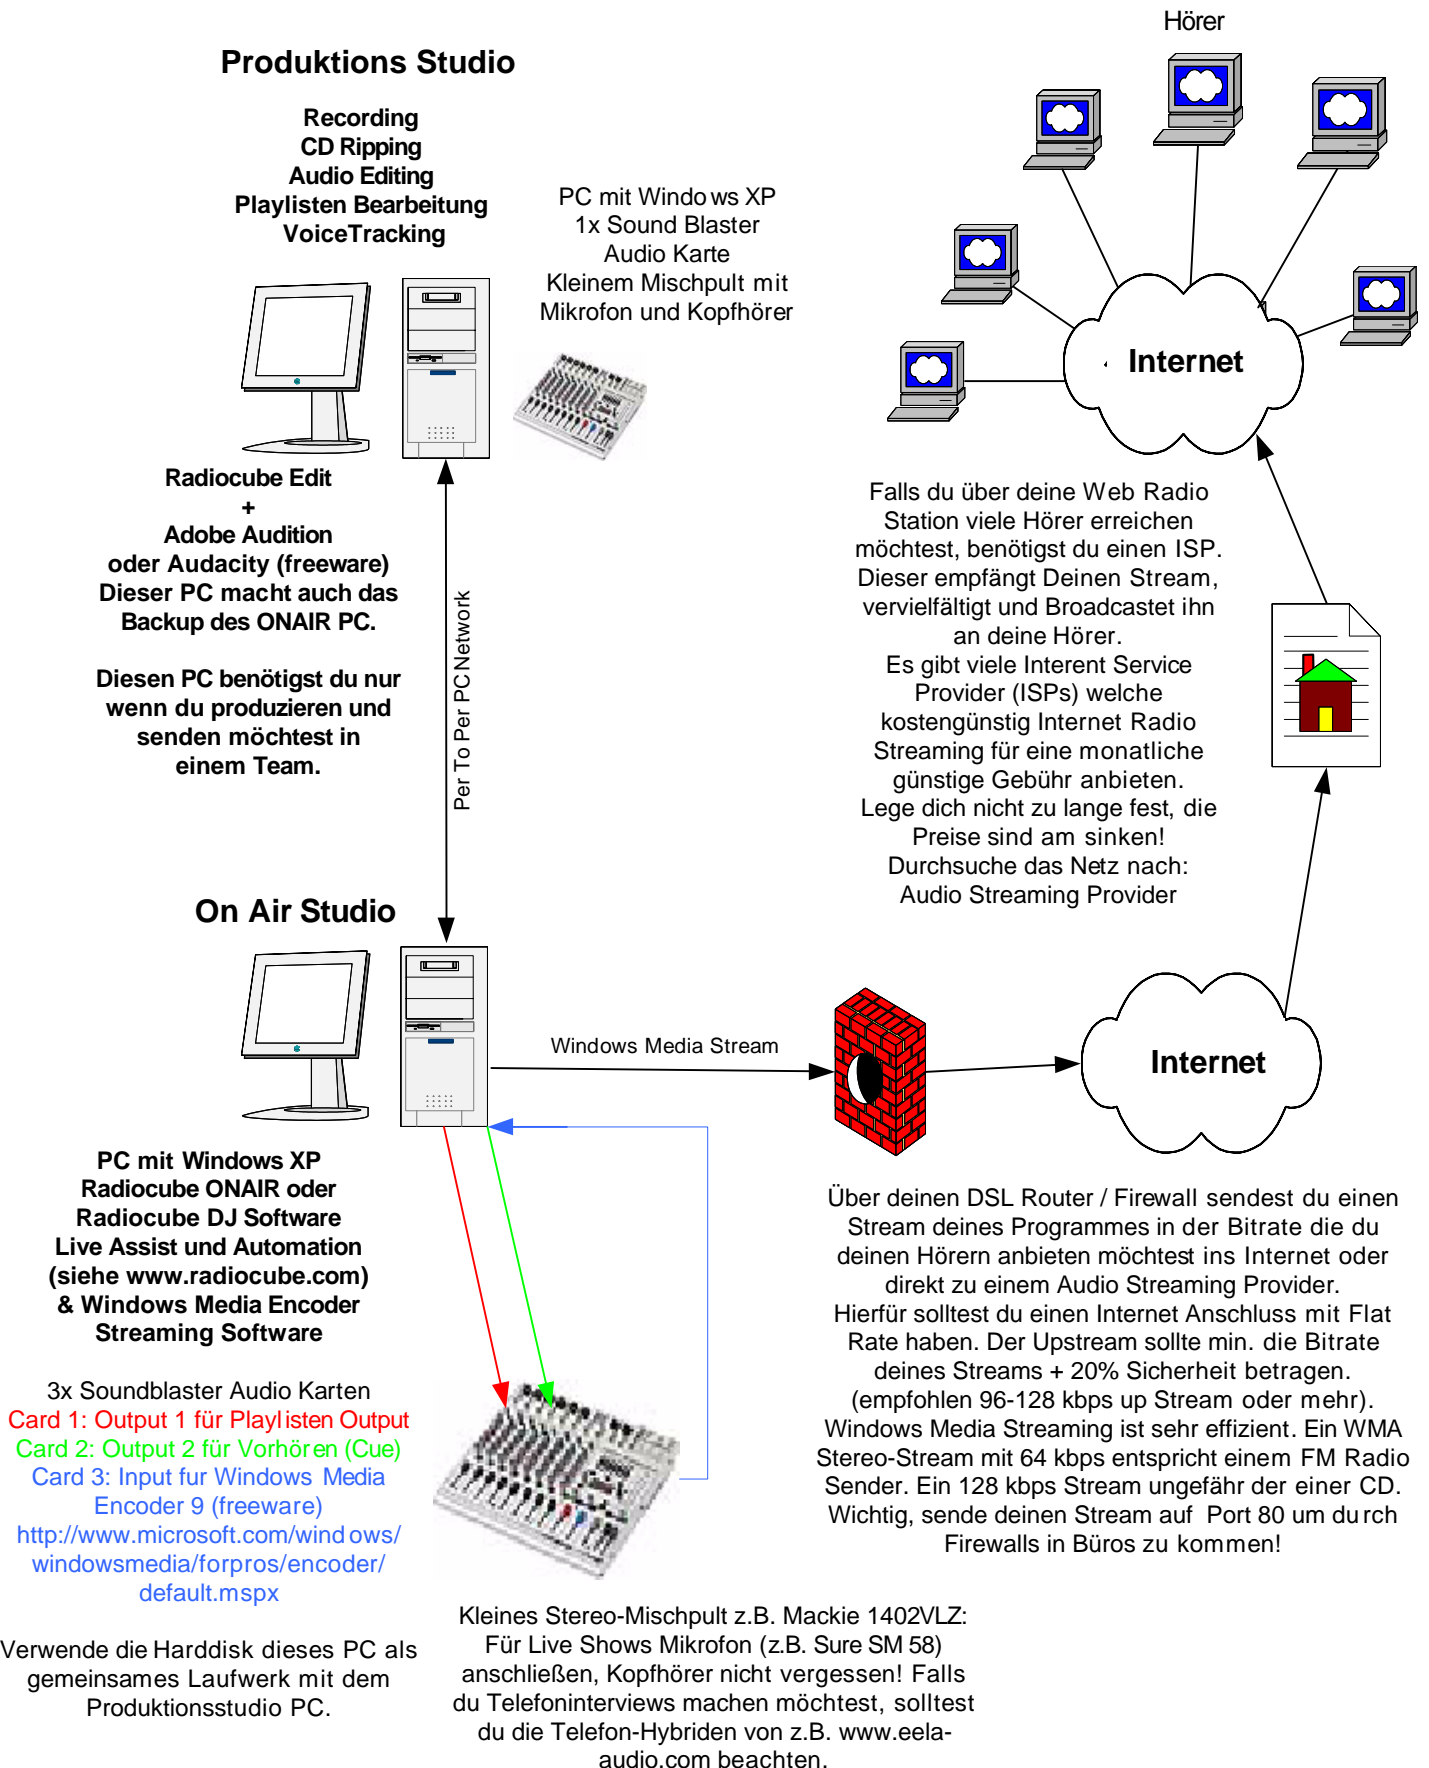 Hörer
Produktions Studio
Recording
CD Ripping
Audio Editing
Playlisten Bearbeitung
VoiceTracking
PC mit Windows XP
1x Sound Blaster
Audio Karte
Kleinem Mischpult mit
Mikrofon und Kopfhörer
Internet
Radiocube Edit
+
Adobe Audition
oder Audacity (freeware)
Dieser PC macht auch das
Backup des ONAIR PC.
Diesen PC benötigst du nur
wenn du produzieren und
senden möchtest in
einem Team.
Per To Per PCNetwork
Falls du über deine Web Radio
Station viele Hörer erreichen
möchtest, benötigst du einen ISP.
Dieser empfängt Deinen Stream,
vervielfältigt und Broadcastet ihn
an deine Hörer.
Es gibt viele Interent Service
Provider (ISPs) welche
kostengünstig Internet Radio
Streaming für eine monatliche
günstige Gebühr anbieten.
Lege dich nicht zu lange fest, die
Preise sind am sinken!
Durchsuche das Netz nach:
Audio Streaming Provider
On Air Studio
Windows Media Stream
Internet
PC mit Windows XP
Radiocube ONAIR oder
Radiocube DJ Software
Live Assist und Automation
(siehe www.radiocube.com)
& Windows Media Encoder
Streaming Software
3x Soundblaster Audio Karten
Card 1: Output 1 für Playlisten Output
Card 2: Output 2 für Vorhören (Cue)
Card 3: Input fur Windows Media
Encoder 9 (freeware)
http://www.microsoft.com/windows/
windowsmedia/forpros/encoder/
default.mspx
Verwende die Harddisk dieses PC als
gemeinsames Laufwerk mit dem
Produktionsstudio PC.
Über deinen DSL Router / Firewall sendest du einen
Stream deines Programmes in der Bitrate die du
deinen Hörern anbieten möchtest ins Internet oder
direkt zu einem Audio Streaming Provider.
Hierfür solltest du einen Internet Anschluss mit Flat
Rate haben. Der Upstream sollte min. die Bitrate
deines Streams + 20% Sicherheit betragen.
(empfohlen 96-128 kbps up Stream oder mehr).
Windows Media Streaming ist sehr effizient. Ein WMA
Stereo-Stream mit 64 kbps entspricht einem FM Radio
Sender. Ein 128 kbps Stream ungefähr der einer CD.
Wichtig, sende deinen Stream auf Port 80 um durch
Firewalls in Büros zu kommen!
Kleines Stereo-Mischpult z.B. Mackie 1402VLZ:
Für Live Shows Mikrofon (z.B. Sure SM 58)
anschließen, Kopfhörer nicht vergessen! Falls
du Telefoninterviews machen möchtest, solltest
du die Telefon-Hybriden von z.B. www.eela-
audio.com beachten.